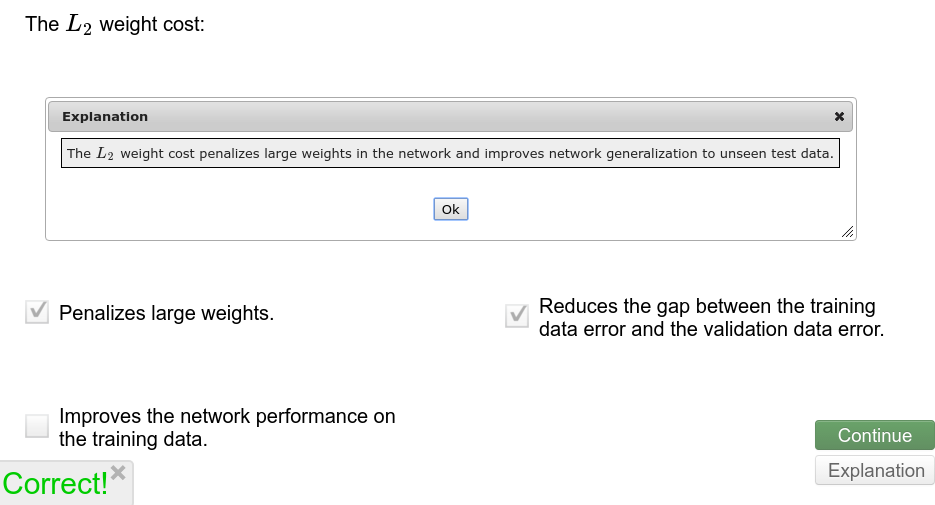 The L₂ weight cost:
Explanation
The L₂ weight cost penalizes large weights in the network and improves network generalization to unseen test data.
Ok
Penalizes large weights.
Reduces the gap between the training
data error and the validation data error.
Improves the network performance on
the training data.
Continue
Explanation
Correct!